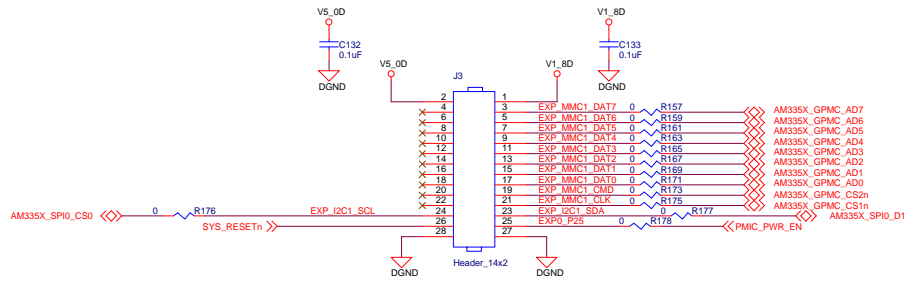 V5_0D V1_8D
C132 C133
0.1uF 0.1uF
DGND DGND
V5_0D V1_8D
J3
2 1
4 3 EXP_MMC1_DAT7 0 R157 AM335X_GPMC_AD7
6 5 EXP_MMC1_DAT6 0 R159 AM335X_GPMC_AD6
8 7 EXP_MMC1_DAT5 0 R161 AM335X_GPMC_AD5
10 9 EXP_MMC1_DAT4 0 R163 AM335X_GPMC_AD4
12 11 EXP_MMC1_DAT3 0 R165 AM335X_GPMC_AD3
14 13 EXP_MMC1_DAT2 0 R167 AM335X_GPMC_AD2
16 15 EXP_MMC1_DAT1 0 R169 AM335X_GPMC_AD1
18 17 EXP_MMC1_DAT0 0 R171 AM335X_GPMC_AD0
20 19 EXP_MMC1_CMD 0 R173 AM335X_GPMC_CS2n
22 21 EXP_MMC1_CLK 0 R175 AM335X_GPMC_CS1n
AM335X_SPI0_CS0 0 R176 EXP_I2C1_SCL 24 23 EXP_I2C1_SDA 0 R177 AM335X_SPI0_D1
SYS_RESETn 26 25 EXP0_P25 0 R178 PMIC_PWR_EN
28 27
DGND Header_14x2 DGND